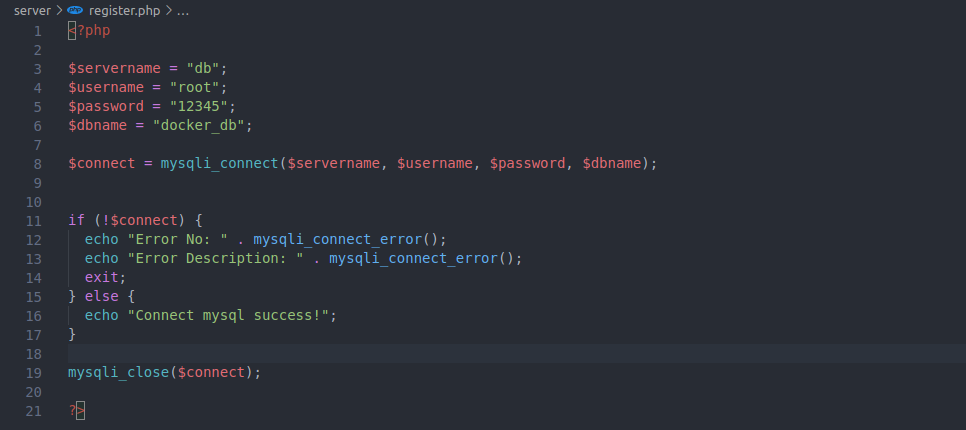 server > php register.php > ...
1 <?php
2
3 $servername = "db";
4 $username = "root";
5 $password = "12345";
6 $dbname = "docker_db";
7
8 $connect = mysqli_connect($servername, $username, $password, $dbname);
9
10
11 if (!$connect) {
12   echo "Error No: " . mysqli_connect_error();
13   echo "Error Description: " . mysqli_connect_error();
14   exit;
15 } else {
16   echo "Connect mysql success!";
17 }
18
19 mysqli_close($connect);
20
21 ?>